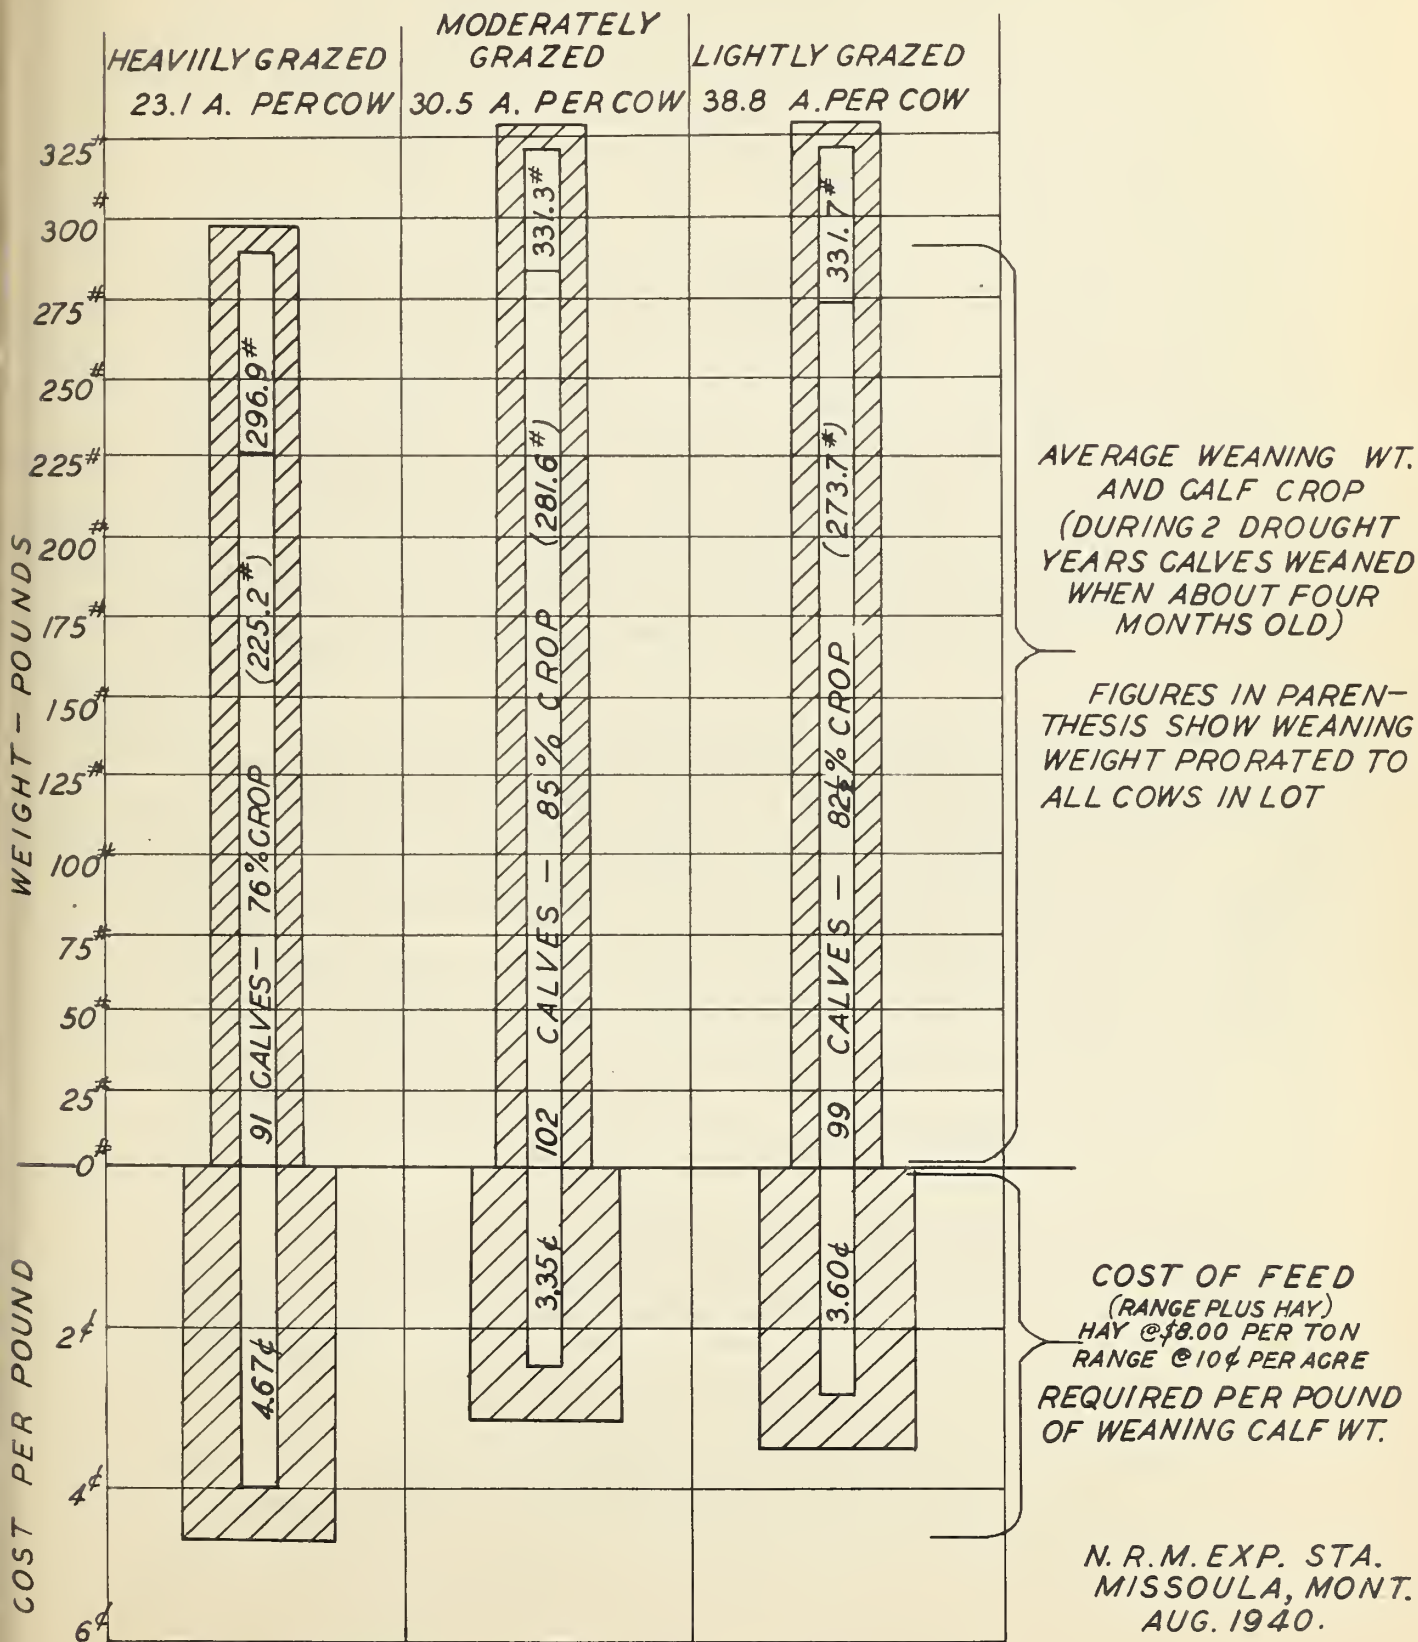 HEAVIILY GRAZED
23.1 A. PER COW
MODERATELY
GRAZED
30.5 A. PER COW
LIGHTLY GRAZED
38.8 A. PER COW
WEIGHT - POUNDS
325#
300#
275#
250#
225#
200#
175#
150#
125#
100#
75#
50#
25#
0#
COST PER POUND
2¢
4¢
6¢
91 CALVES - 76% CROP (225.2#) 296.9#
4.67¢
102 CALVES - 85% CROP (281.6#) 331.3#
3.35¢
99 CALVES - 82½% CROP (273.7#) 331.7#
3.60¢
AVERAGE WEANING WT.
AND CALF CROP
(DURING 2 DROUGHT
YEARS CALVES WEANED
WHEN ABOUT FOUR
MONTHS OLD)
FIGURES IN PAREN-
THESIS SHOW WEANING
WEIGHT PRORATED TO
ALL COWS IN LOT
COST OF FEED
(RANGE PLUS HAY)
HAY @ $8.00 PER TON
RANGE @ 10¢ PER ACRE
REQUIRED PER POUND
OF WEANING CALF WT.
N. R. M. EXP. STA.
MISSOULA, MONT.
AUG. 1940.